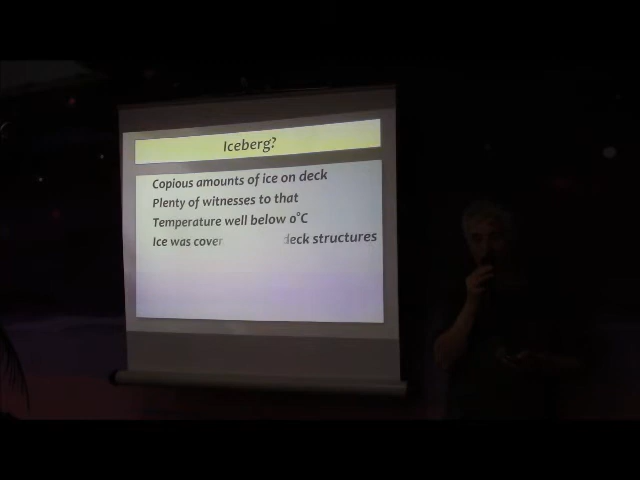 Iceberg?
Copious amounts of ice on deck
Plenty of witnesses to that
Temperature well below 0°C
Ice was cover deck structures